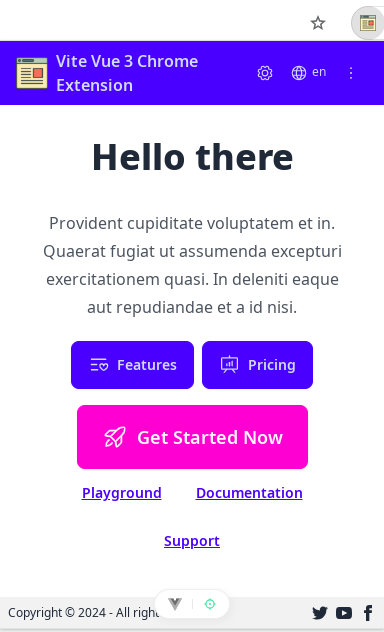 Vite Vue 3 Chrome
Extension
en
Hello there
Provident cupiditate voluptatem et in.
Quaerat fugiat ut assumenda excepturi
exercitationem quasi. In deleniti eaque
aut repudiandae et a id nisi.
Features
Pricing
Get Started Now
Playground
Documentation
Support
Copyright © 2024 - All